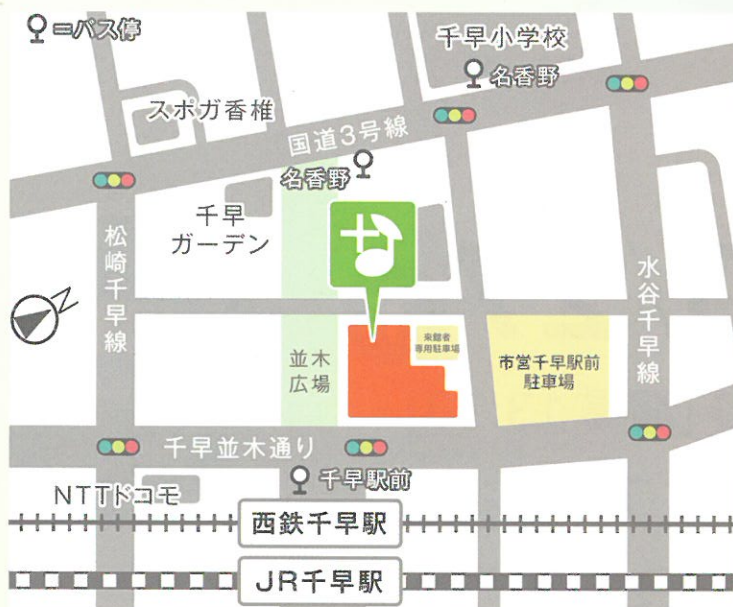 =バス停
千早小学校
名香野
スポガ香椎
国道3号線
名香野
千早
ガーデン
松崎千早線
水谷千早線
N
来館者
専用駐車場
並木
広場
市営千早駅前
駐車場
千早並木通り
千早駅前
NTTドコモ
西鉄千早駅
JR千早駅